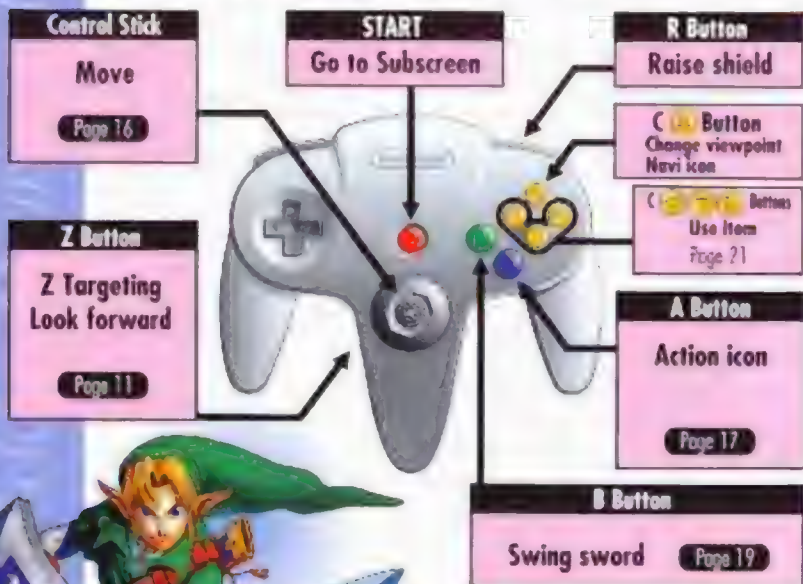 Control Stick
Move
Page 16
START
Go to Subscreen
R Button
Raise shield
C Button
Change viewpoint
Navi icon
C Buttons
Use Item
Page 21
Z Button
Z Targeting
Look forward
Page 11
A Button
Action icon
Page 17
B Button
Swing sword
Page 19